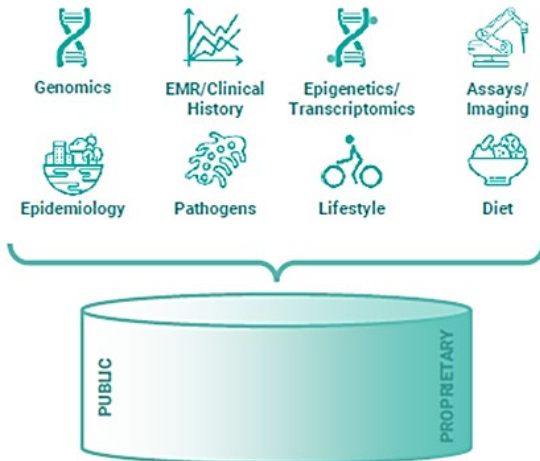 Genomics
EMR/Clinical
History
Epigenetics/
Transcriptomics
Assays/
Imaging
Epidemiology
Pathogens
Lifestyle
Diet
PUBLIC
PROPRIETARY